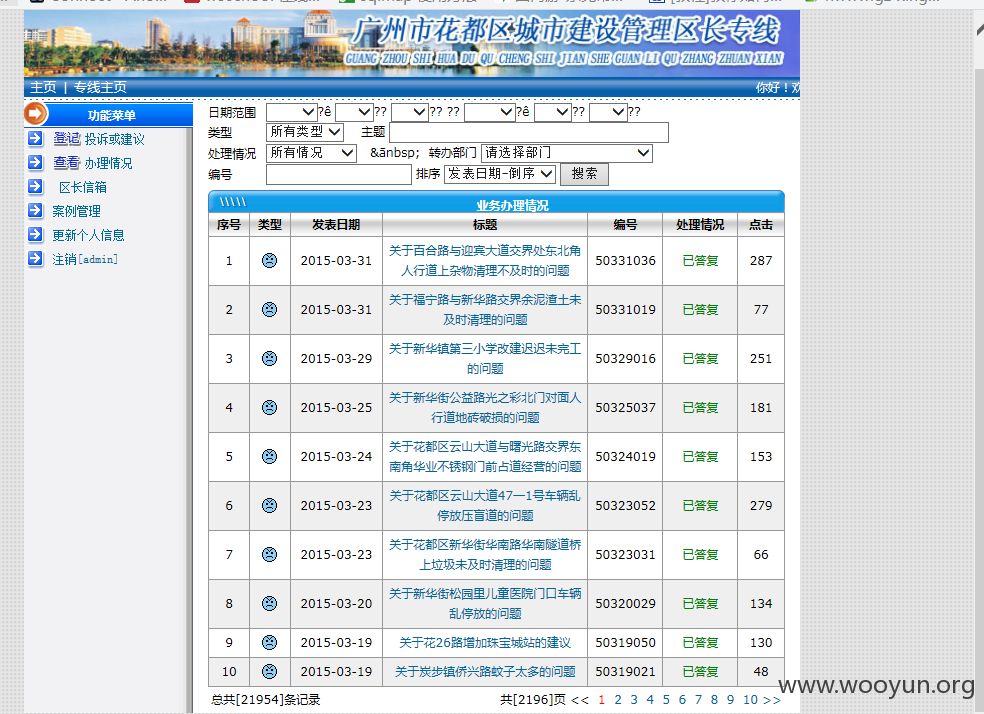 广州市花都区城市建设管理区长专线
GUANG ZHOU SHI HUA DU QU CHENG SHI JIAN SHE GUAN LI QU ZHANG ZHUAN XIAN
主页 | 专线主页
你好！欢
功能菜单
登记 投诉或建议
查看 办理情况
区长信箱
案例管理
更新个人信息
注销[admin]
日期范围 ?ê ?? ?? ?? ?ê ?? ??
类型 所有类型 主题
处理情况 所有情况 &ãnbsp; 转办部门 请选择部门
编号 排序 发表日期-倒序 搜索
\\\\\ 业务办理情况
序号 类型 发表日期 标题 编号 处理情况 点击
1 2015-03-31 关于百合路与迎宾大道交界处东北角
人行道上杂物清理不及时的问题 50331036 已答复 287
2 2015-03-31 关于福宁路与新华路交界余泥渣土未
及时清理的问题 50331019 已答复 77
3 2015-03-29 关于新华镇第三小学改建迟迟未完工
的问题 50329016 已答复 251
4 2015-03-25 关于新华街公益路光之彩北门对面人
行道地砖破损的问题 50325037 已答复 181
5 2015-03-24 关于花都区云山大道与曙光路交界东
南角华业不锈钢门前占道经营的问题 50324019 已答复 153
6 2015-03-23 关于花都区云山大道47—1号车辆乱
停放压盲道的问题 50323052 已答复 279
7 2015-03-23 关于花都区新华街华南路华南隧道桥
上垃圾未及时清理的问题 50323031 已答复 66
8 2015-03-20 关于新华街松园里儿童医院门口车辆
乱停放的问题 50320029 已答复 134
9 2015-03-19 关于花26路增加珠宝城站的建议 50319050 已答复 130
10 2015-03-19 关于炭步镇侨兴路蚊子太多的问题 50319021 已答复 48
总共[21954]条记录 共[2196]页 << 1 2 3 4 5 6 7 8 9 10 >>
www.wooyun.org